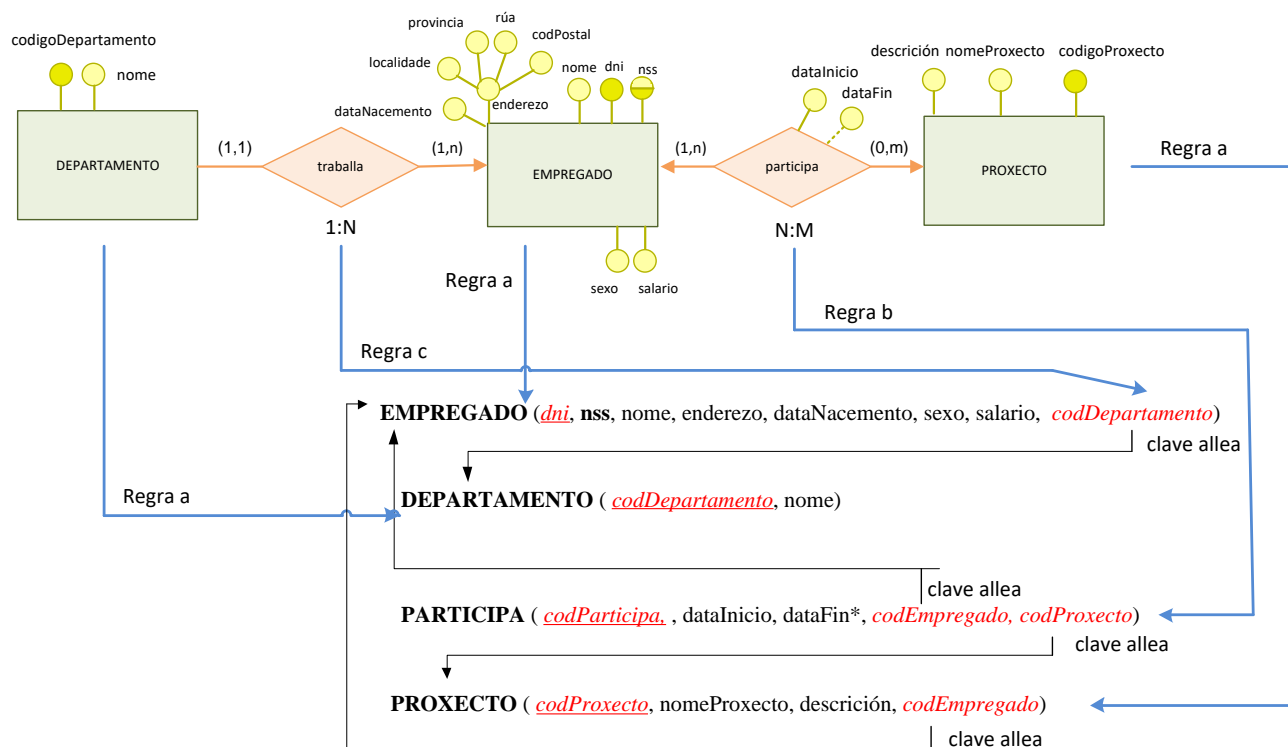 provincia
rúa
codPostal
localidade
enderezo
dataNacemento
codigoDepartamento
nome
nome
dni
nss
dataInicio
dataFin
descrición
nomeProxecto
codigoProxecto
DEPARTAMENTO
(1,1)
traballa
(1,n)
EMPREGADO
(1,n)
participa
(0,m)
PROXECTO
Regra a
1:N
N:M
sexo
salario
Regra a
Regra b
Regra c
EMPREGADO (dni, nss, nome, enderezo, dataNacemento, sexo, salario, codDepartamento)
clave allea
Regra a
DEPARTAMENTO ( codDepartamento, nome)
clave allea
PARTICIPA ( codParticipa, , dataInicio, dataFin*, codEmpregado, codProxecto)
clave allea
PROXECTO ( codProxecto, nomeProxecto, descrición, codEmpregado)
clave allea